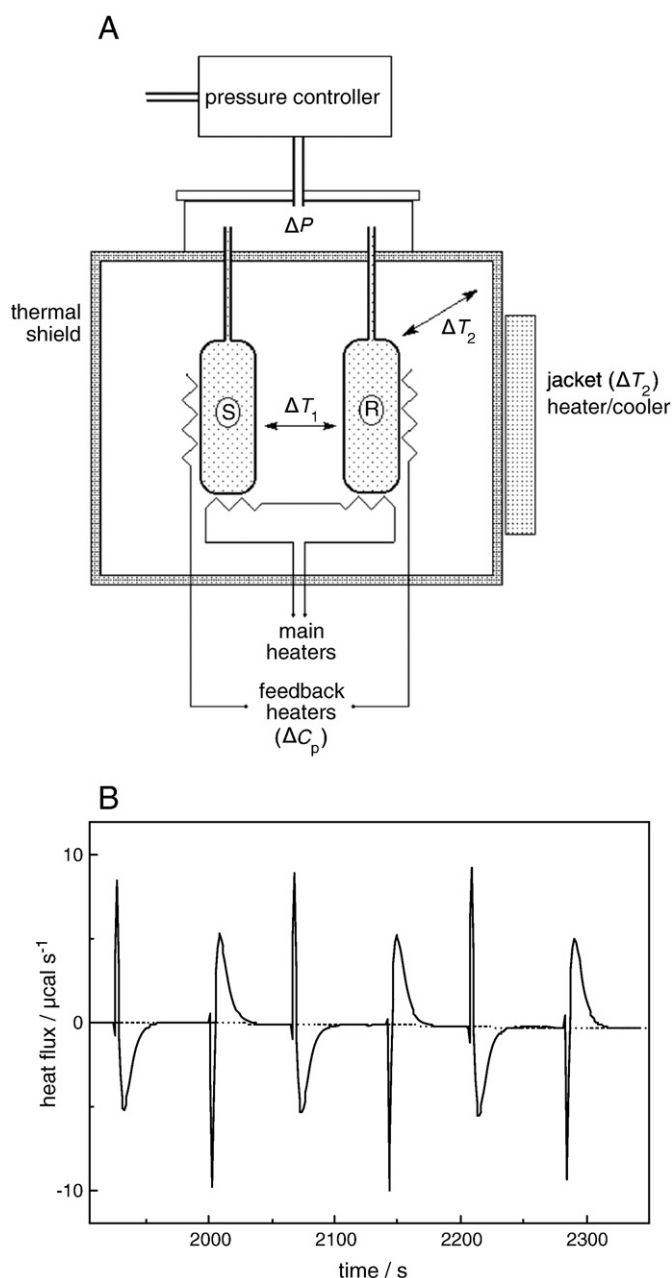 A
pressure controller
ΔP
thermal
shield
ΔT2
jacket (ΔT2)
heater/cooler
S
ΔT1
R
main
heaters
feedback
heaters
(ΔCp)
B
10
0
-10
heat flux / µcal s-1
2000 2100 2200 2300
time / s